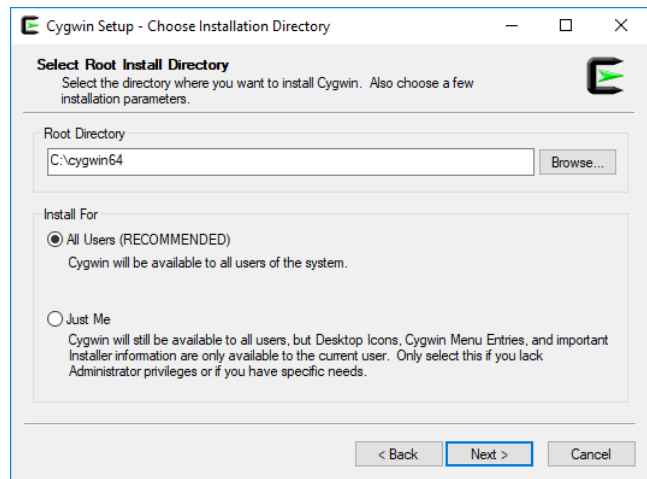 Cygwin Setup - Choose Installation Directory
Select Root Install Directory
Select the directory where you want to install Cygwin. Also choose a few
installation parameters.
Root Directory
C:\cygwin64
Browse...
Install For
All Users (RECOMMENDED)
Cygwin will be available to all users of the system.
Just Me
Cygwin will still be available to all users, but Desktop Icons, Cygwin Menu Entries, and important
Installer information are only available to the current user. Only select this if you lack
Administrator privileges or if you have specific needs.
< Back
Next >
Cancel